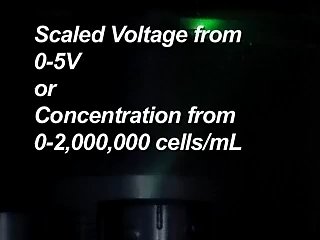 Scaled Voltage from
0-5V
or
Concentration from
0-2,000,000 cells/mL